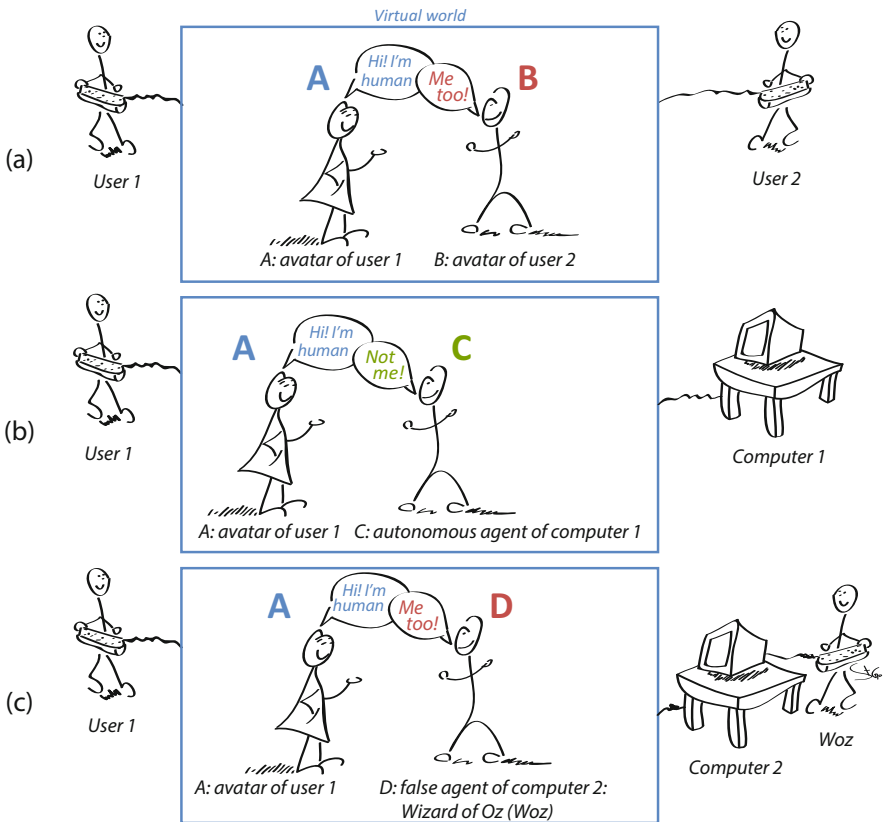 Virtual world
A
Hi! I'm
human
Me
too!
B
(a)
User 1
User 2
A: avatar of user 1
B: avatar of user 2
A
Hi! I'm
human
Not
me!
C
(b)
User 1
Computer 1
A: avatar of user 1
C: autonomous agent of computer 1
A
Hi! I'm
human
Me
too!
D
(c)
User 1
Computer 2
Woz
A: avatar of user 1
D: false agent of computer 2:
Wizard of Oz (Woz)